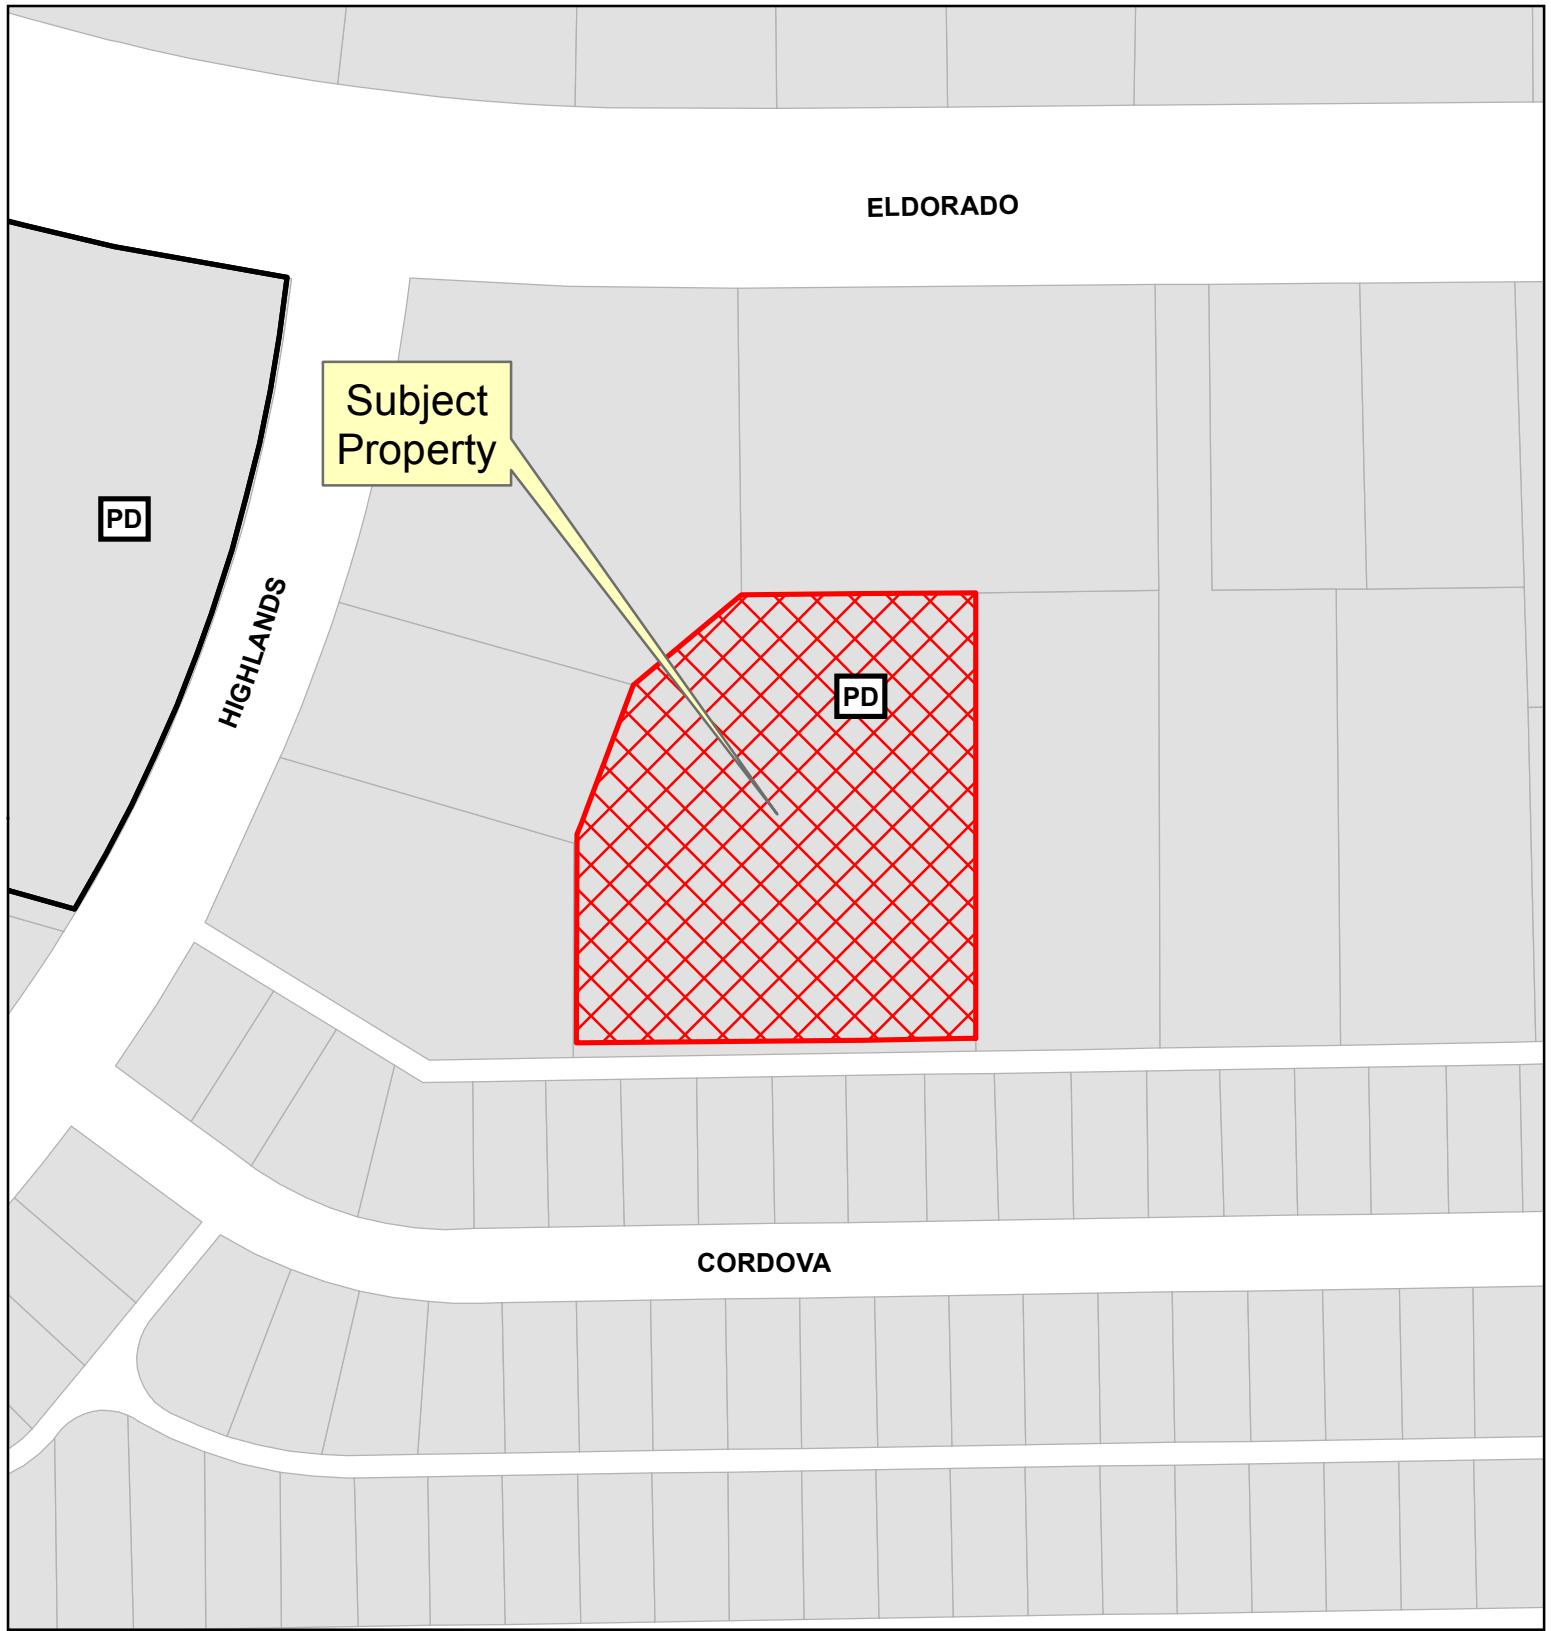 ELDORADO
Subject
Property
PD
HIGHLANDS
PD
CORDOVA